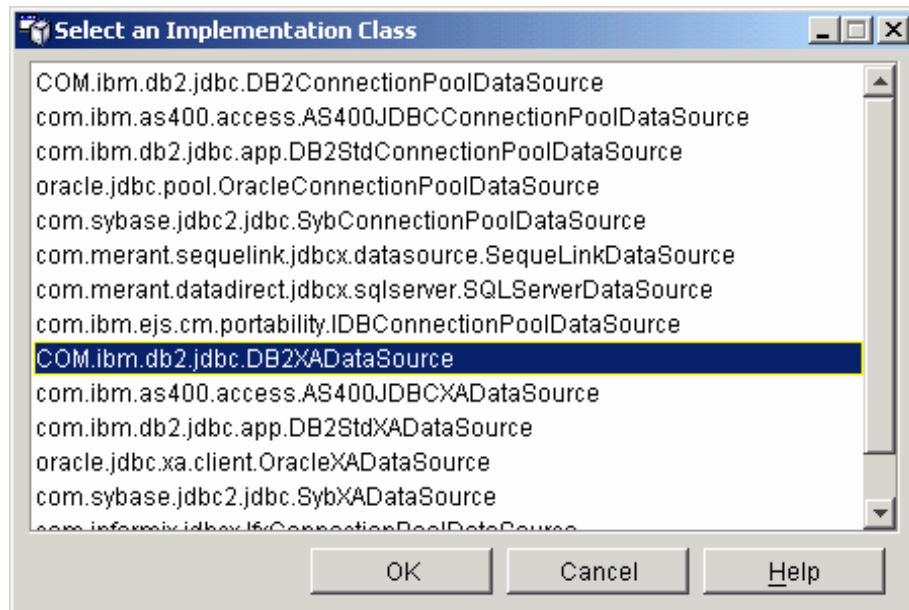 Select an Implementation Class
COM.ibm.db2.jdbc.DB2ConnectionPoolDataSource
com.ibm.as400.access.AS400JDBCConnectionPoolDataSource
com.ibm.db2.jdbc.app.DB2StdConnectionPoolDataSource
oracle.jdbc.pool.OracleConnectionPoolDataSource
com.sybase.jdbc2.jdbc.SybConnectionPoolDataSource
com.merant.sequelink.jdbcx.datasource.SequeLinkDataSource
com.merant.datadirect.jdbcx.sqlserver.SQLServerDataSource
com.ibm.ejs.cm.portability.IDBConnectionPoolDataSource
COM.ibm.db2.jdbc.DB2XADataSource
com.ibm.as400.access.AS400JDBCXADataSource
com.ibm.db2.jdbc.app.DB2StdXADataSource
oracle.jdbc.xa.client.OracleXADataSource
com.sybase.jdbc2.jdbc.SybXADataSource
com.informix.jdbcx.IfxConnectionPoolDataSource
OK Cancel Help